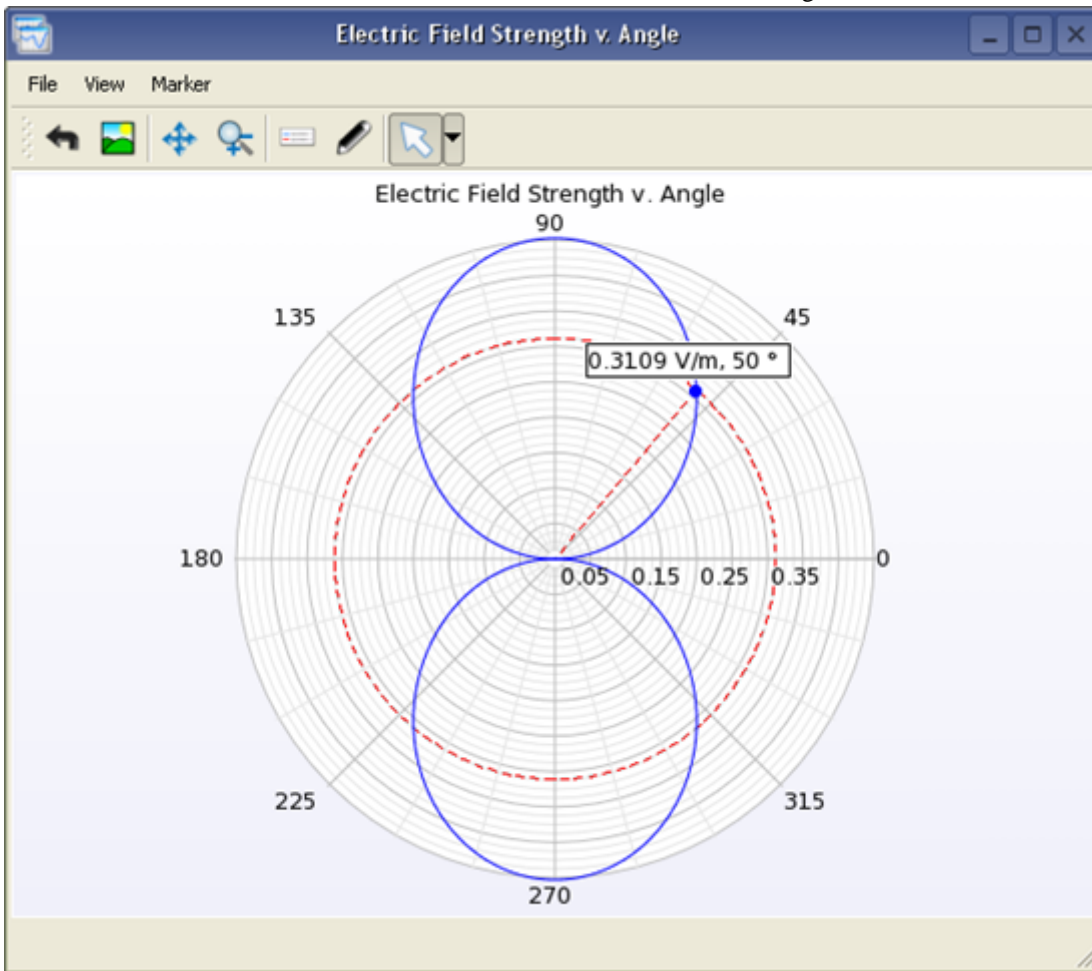 Electric Field Strength v. Angle
File View Marker
Electric Field Strength v. Angle
90
135 45
0.3109 V/m, 50 °
180 0
0.05 0.15 0.25 0.35
225 315
270